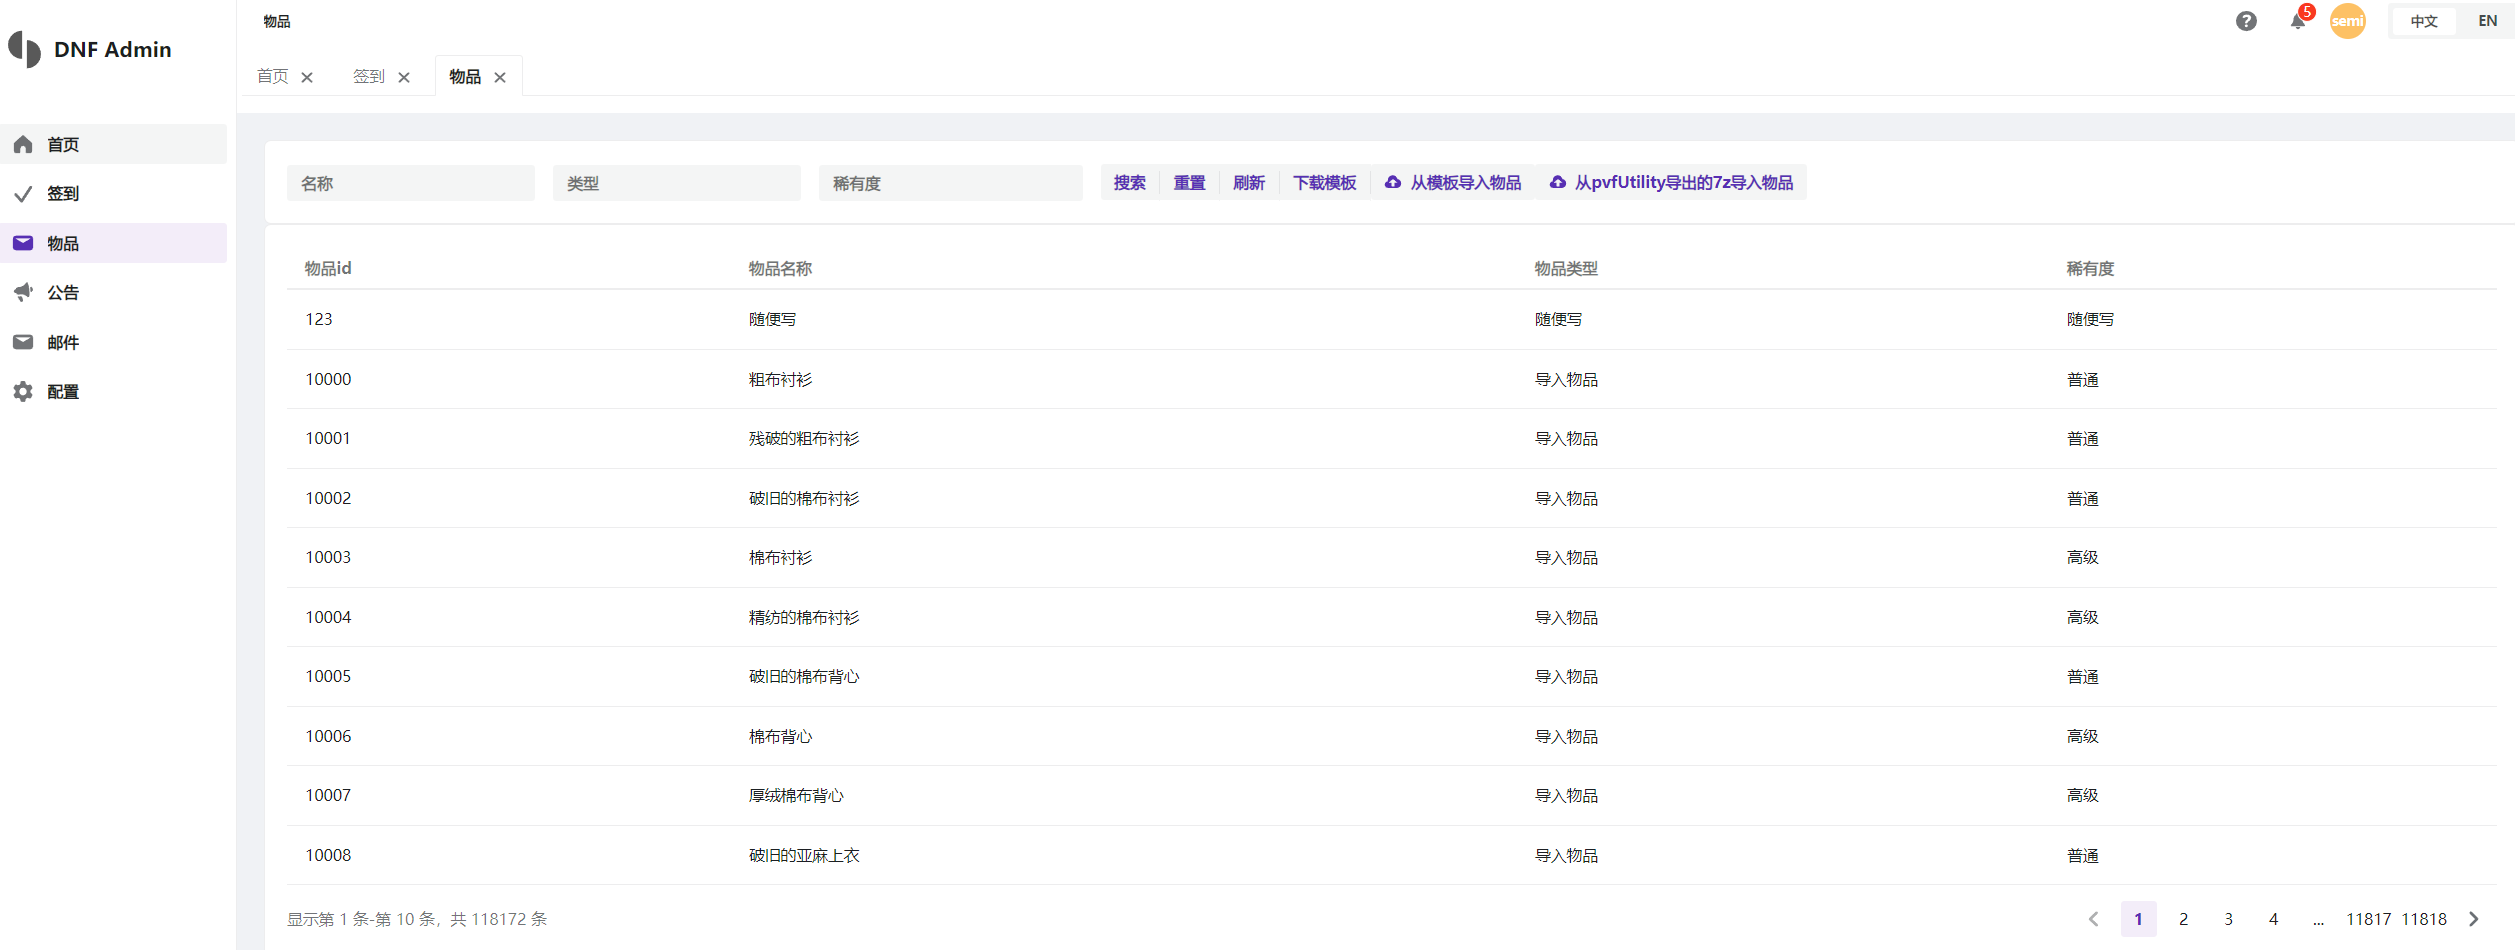 DNF Admin
首页
签到
物品
公告
邮件
配置
物品
5
semi
中文 EN
首页 签到 物品
名称 类型 稀有度 搜索 重置 刷新 下载模板 从模板导入物品 从pvfUtility导出的7z导入物品
物品id 物品名称 物品类型 稀有度
123 随便写 随便写 随便写
10000 粗布衬衫 导入物品 普通
10001 残破的粗布衬衫 导入物品 普通
10002 破旧的棉布衬衫 导入物品 普通
10003 棉布衬衫 导入物品 高级
10004 精纺的棉布衬衫 导入物品 高级
10005 破旧的棉布背心 导入物品 普通
10006 棉布背心 导入物品 高级
10007 厚绒棉布背心 导入物品 高级
10008 破旧的亚麻上衣 导入物品 普通
显示第 1 条-第 10 条，共 118172 条 1 2 3 4 ... 11817 11818